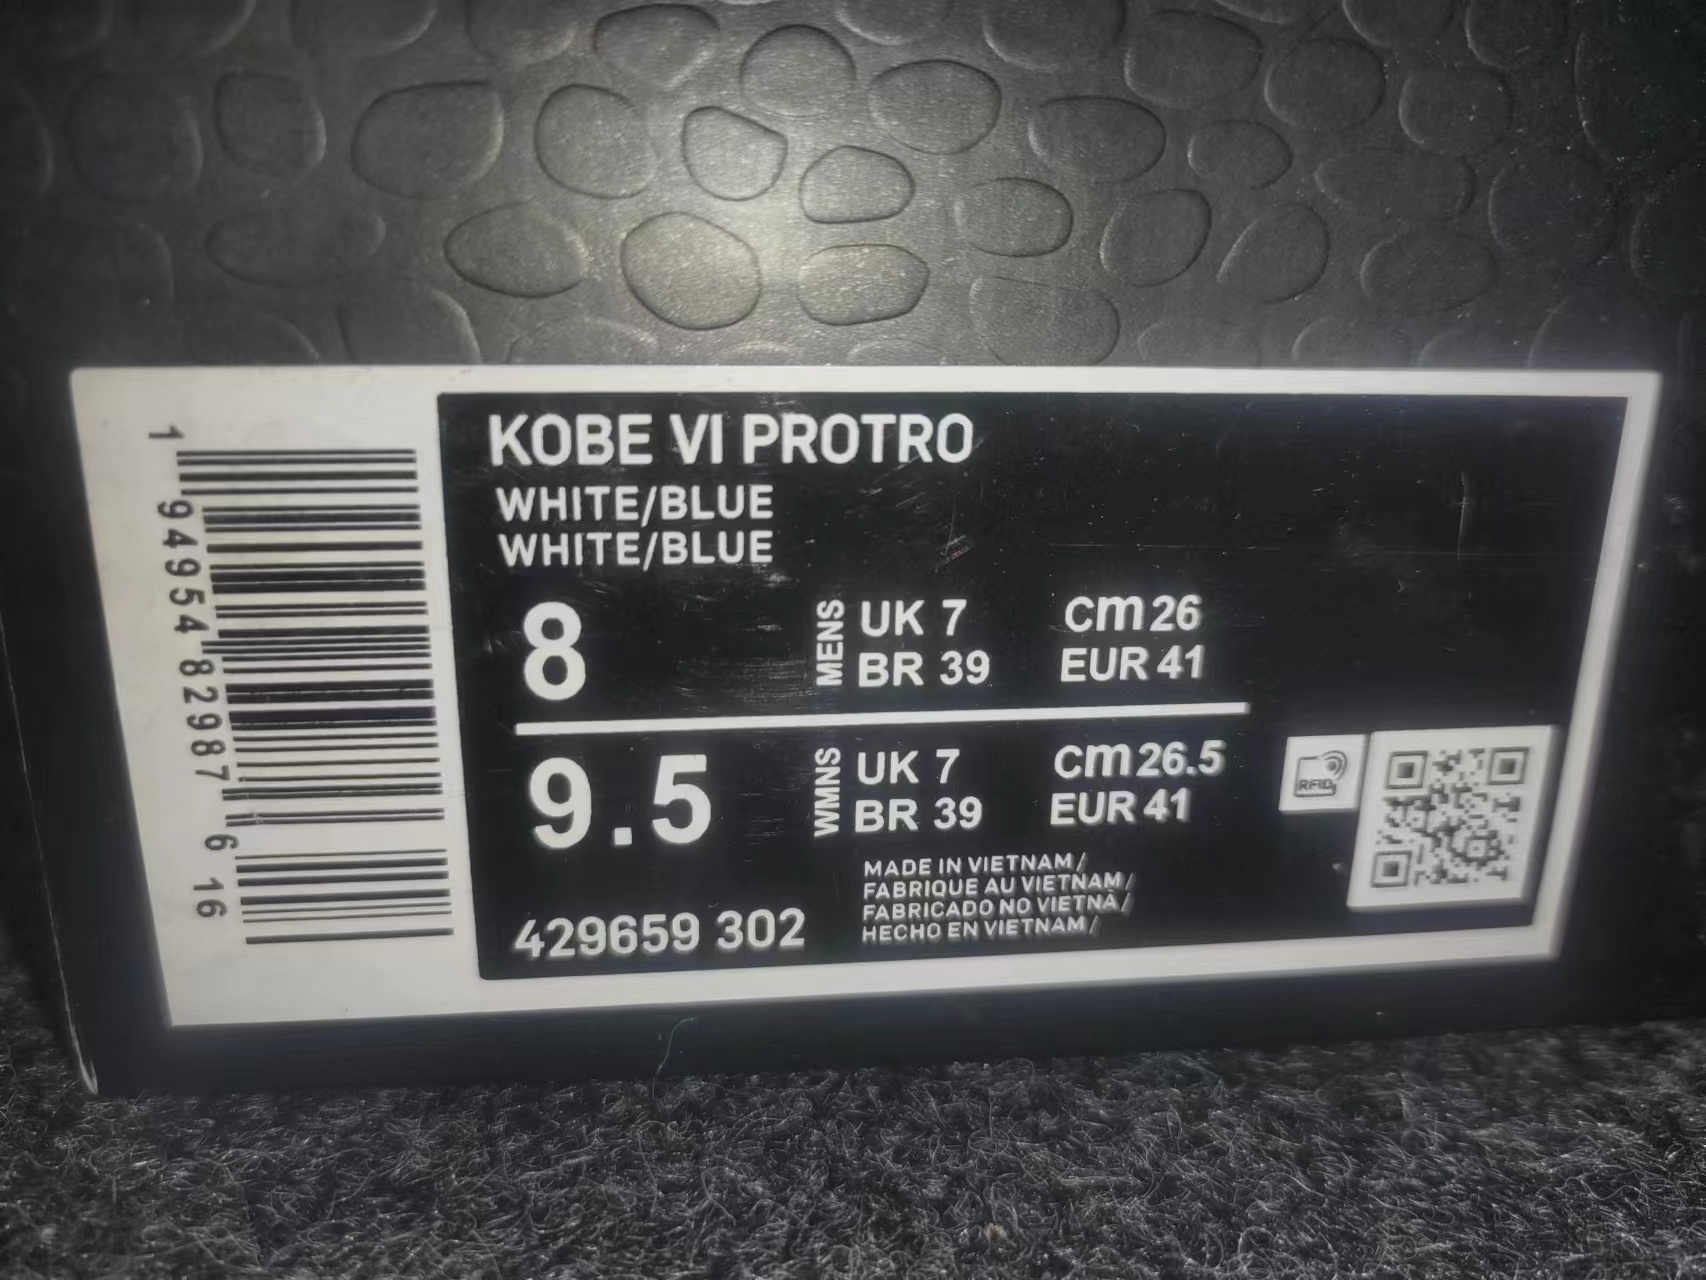 KOBE VI PROTRO
WHITE/BLUE
WHITE/BLUE
8 MENS UK 7 cm 26
BR 39 EUR 41
9.5 WMNS UK 7 cm 26.5
BR 39 EUR 41
MADE IN VIETNAM /
FABRIQUE AU VIETNAM /
FABRICADO NO VIETNÃ /
HECHO EN VIETNAM /
429659 302
1 94954 82987 6 16
RFID